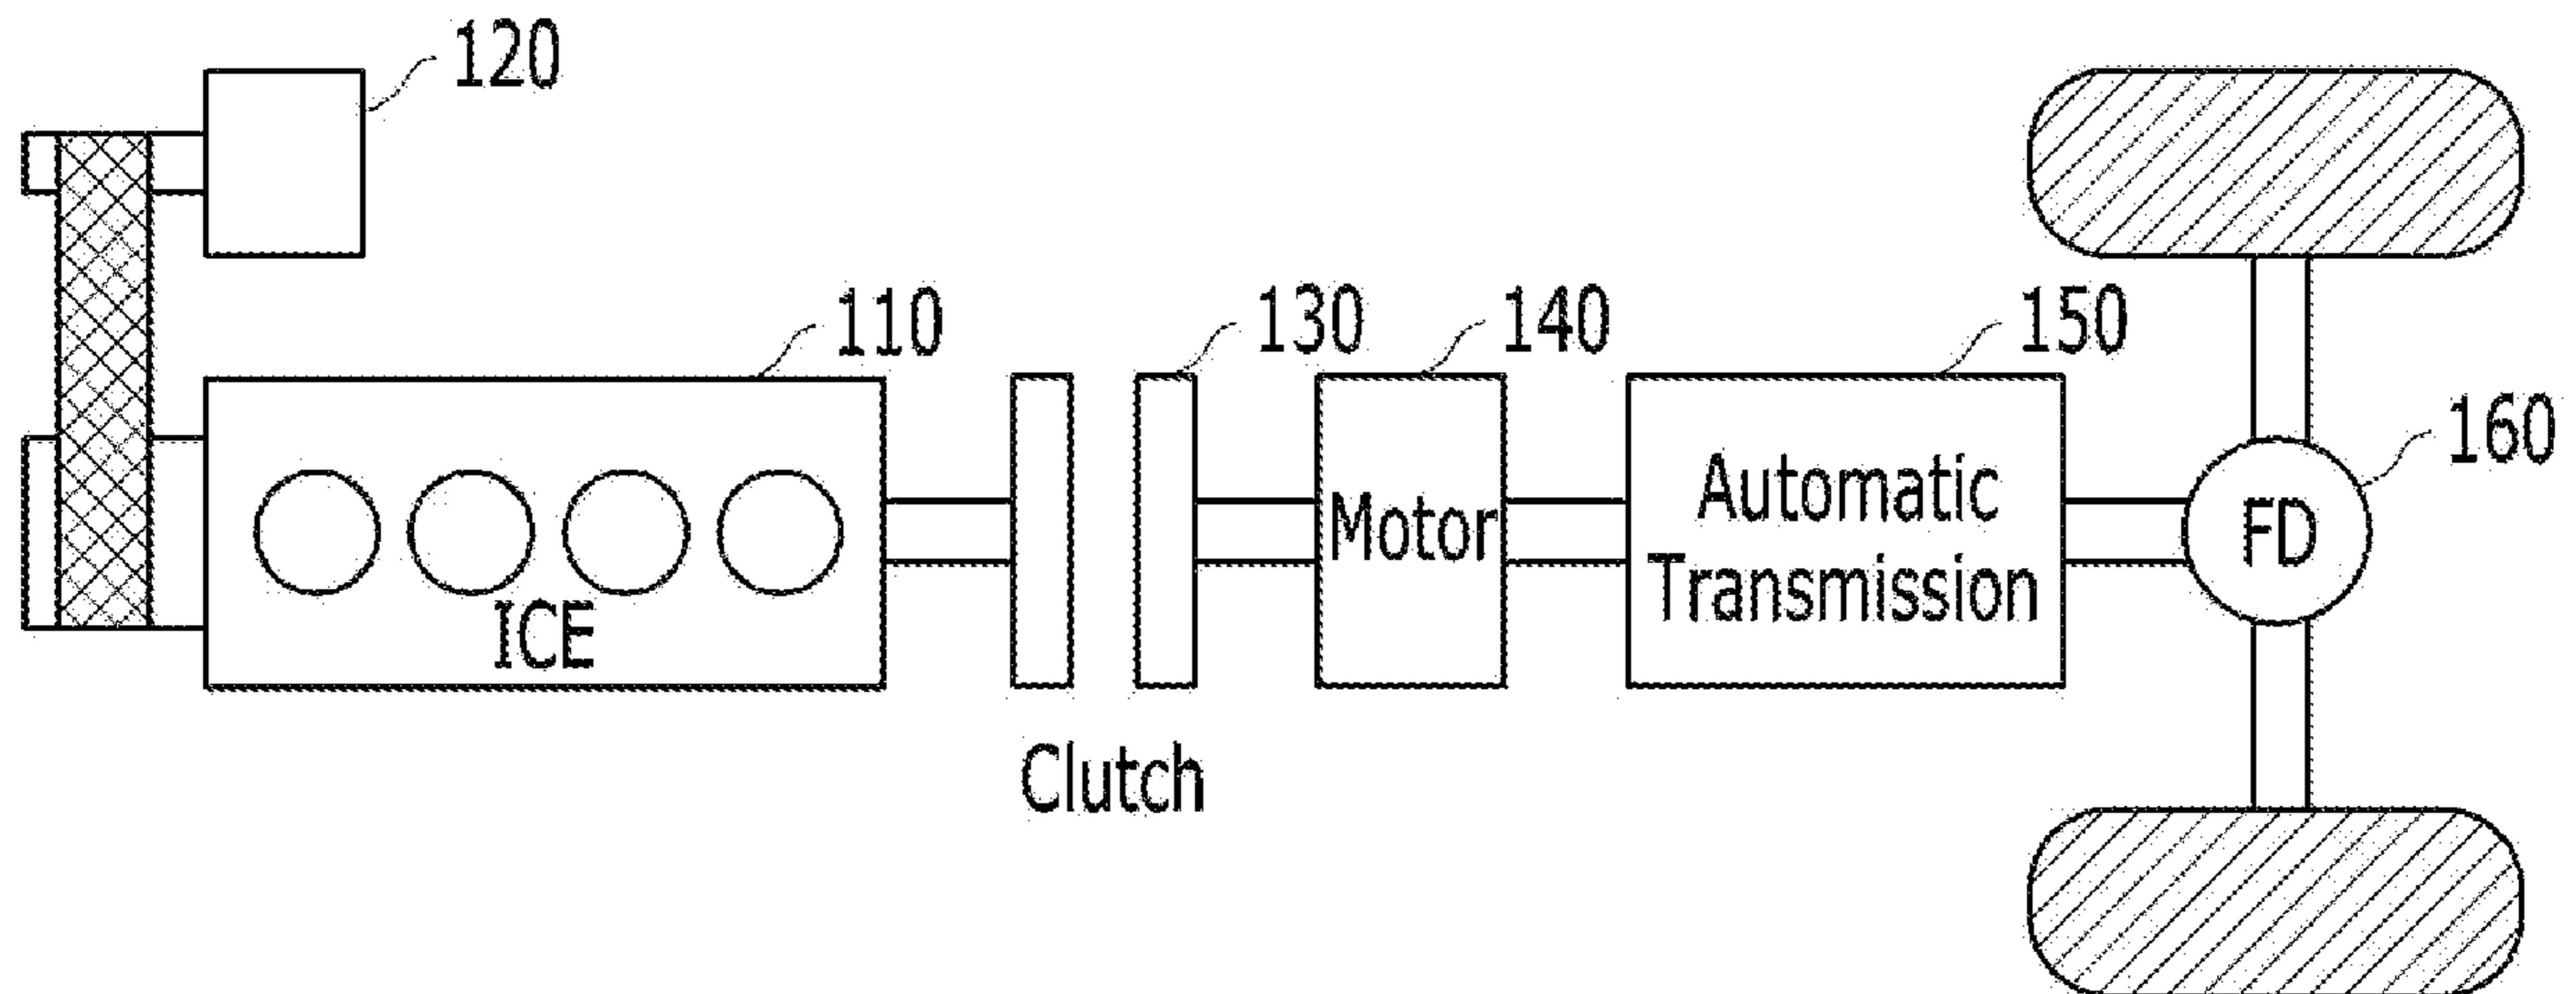 120
110
130
140
150
160
ICE
Clutch
Motor
Automatic
Transmission
FD